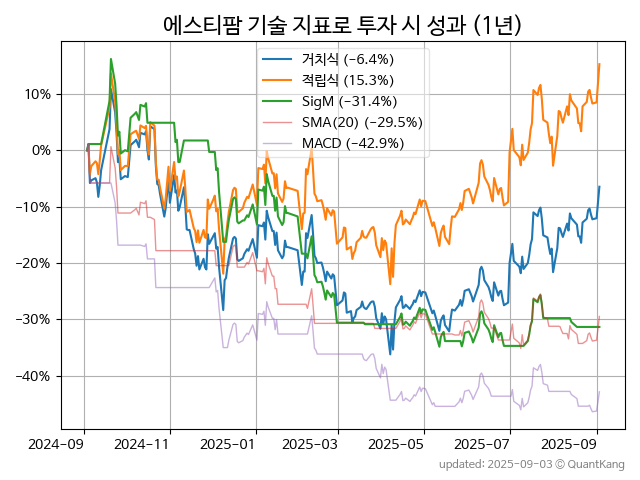 에스티팜 기술 지표로 투자 시 성과 (1년)
거치식 (−6.4%)
적립식 (15.3%)
SigM (−31.4%)
SMA(20) (−29.5%)
MACD (−42.9%)
10%
0%
−10%
−20%
−30%
−40%
2024−09 2024−11 2025−01 2025−03 2025−05 2025−07 2025−09
updated: 2025-09-03 ⓒ QuantKang